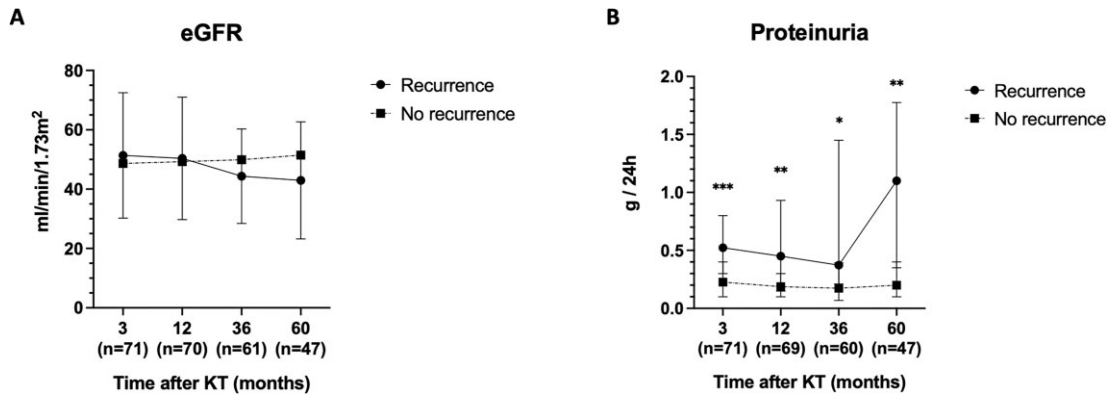 A
eGFR
ml/min/1.73m²
80
60
40
20
0
3 12 36 60
(n=71) (n=70) (n=61) (n=47)
Time after KT (months)
Recurrence
No recurrence
B
Proteinuria
g / 24h
2.0
1.5
1.0
0.5
0.0
*** ** * **
3 12 36 60
(n=71) (n=69) (n=60) (n=47)
Time after KT (months)
Recurrence
No recurrence